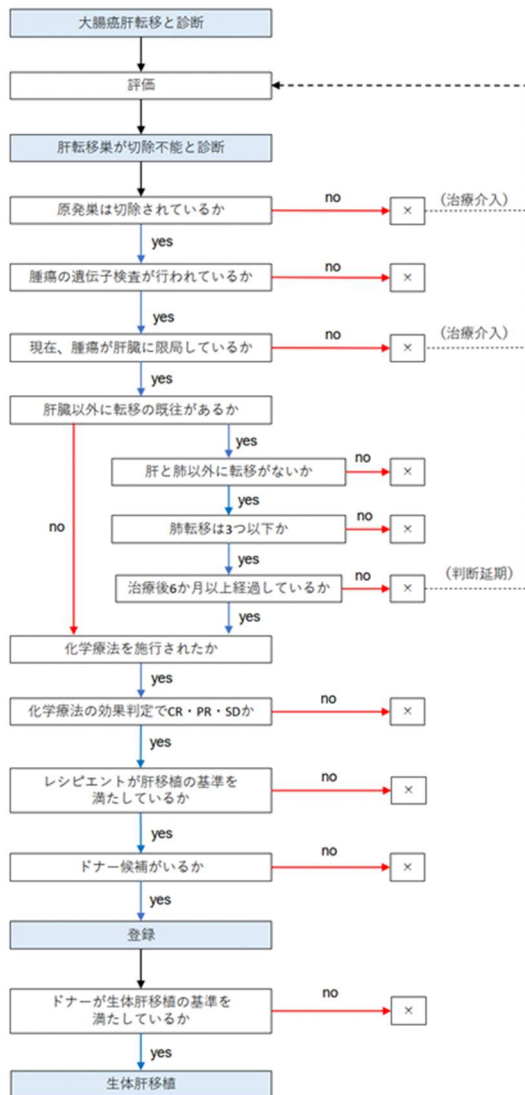 大腸癌肝転移と診断
評価
肝転移巣が切除不能と診断
原発巣は切除されているか
no
×
(治療介入)
yes
腫瘍の遺伝子検査が行われているか
no
×
yes
現在、腫瘍が肝臓に限局しているか
no
×
(治療介入)
yes
肝臓以外に転移の既往があるか
yes
肝と肺以外に転移がないか
no
×
yes
no
肺転移は3つ以下か
no
×
yes
治療後6か月以上経過しているか
no
×
(判断延期)
yes
化学療法を施行されたか
yes
化学療法の効果判定でCR・PR・SDか
no
×
yes
レシピエントが肝移植の基準を
満たしているか
no
×
yes
ドナー候補がいるか
no
×
yes
登録
ドナーが生体肝移植の基準を
満たしているか
no
×
yes
生体肝移植